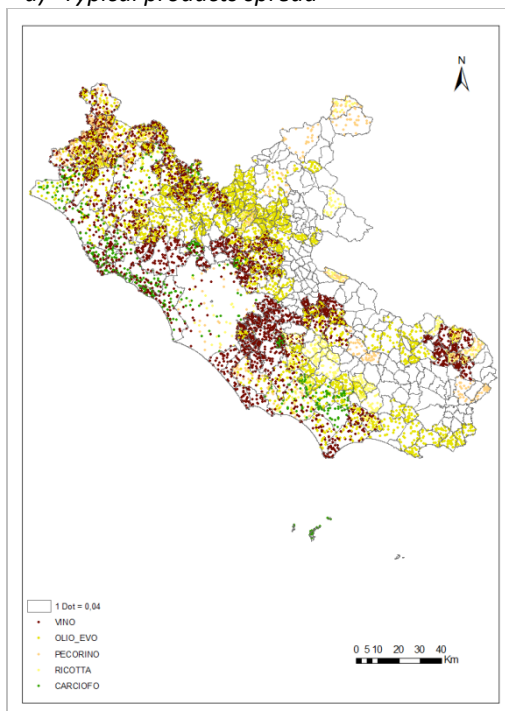 a) Typical products spread
N
1 Dot = 0,04
VINO
OLIO_EVO
PECORINO
RICOTTA
CARCIOFO
0 5 10 20 30 40
Km